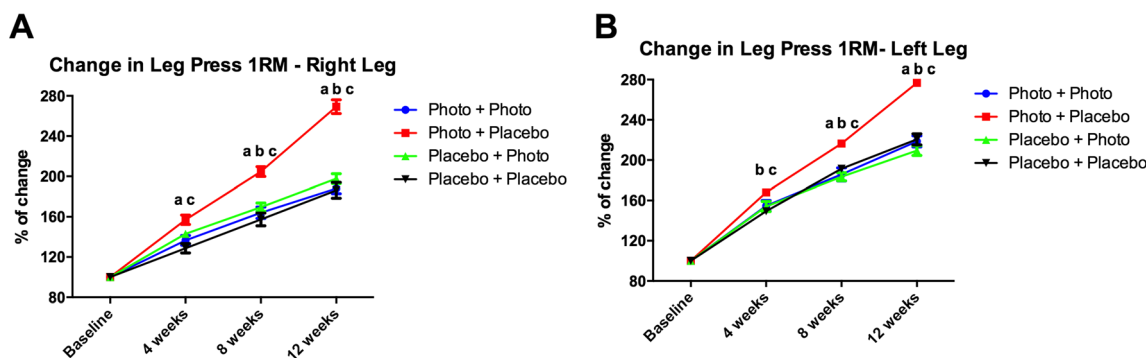 A
Change in Leg Press 1RM - Right Leg
% of change
280
240
200
160
120
80
a c
a b c
a b c
Baseline
4 weeks
8 weeks
12 weeks
Photo + Photo
Photo + Placebo
Placebo + Photo
Placebo + Placebo
B
Change in Leg Press 1RM- Left Leg
% of change
280
240
200
160
120
80
b c
a b c
a b c
Baseline
4 weeks
8 weeks
12 weeks
Photo + Photo
Photo + Placebo
Placebo + Photo
Placebo + Placebo